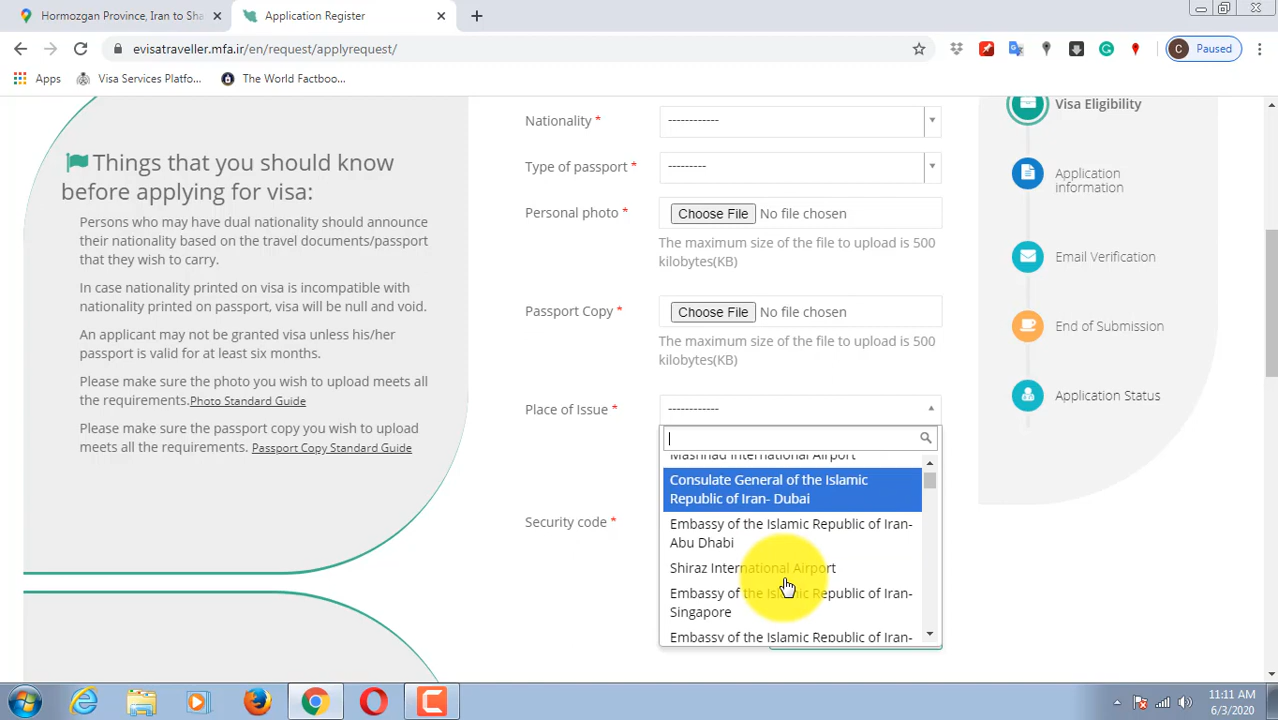 Hormozgan Province, Iran to Sha
Application Register
evisatraveller.mfa.ir/en/request/applyrequest/
C
Paused
Apps
Visa Services Platfo...
The World Factboo...
Things that you should know
before applying for visa:
Persons who may have dual nationality should announce
their nationality based on the travel documents/passport
that they wish to carry.
In case nationality printed on visa is incompatible with
nationality printed on passport, visa will be null and void.
An applicant may not be granted visa unless his/her
passport is valid for at least six months.
Please make sure the photo you wish to upload meets all
the requirements.Photo Standard Guide
Please make sure the passport copy you wish to upload
meets all the requirements. Passport Copy Standard Guide
Nationality *
------------
Type of passport *
---------
Personal photo *
Choose File No file chosen
The maximum size of the file to upload is 500
kilobytes(KB)
Passport Copy *
Choose File No file chosen
The maximum size of the file to upload is 500
kilobytes(KB)
Place of Issue *
------------
Mashhad International Airport
Consulate General of the Islamic
Republic of Iran- Dubai
Embassy of the Islamic Republic of Iran-
Abu Dhabi
Shiraz International Airport
Embassy of the Islamic Republic of Iran-
Singapore
Embassy of the Islamic Republic of Iran-
Security code *
Visa Eligibility
Application
information
Email Verification
End of Submission
Application Status
11:11 AM
6/3/2020